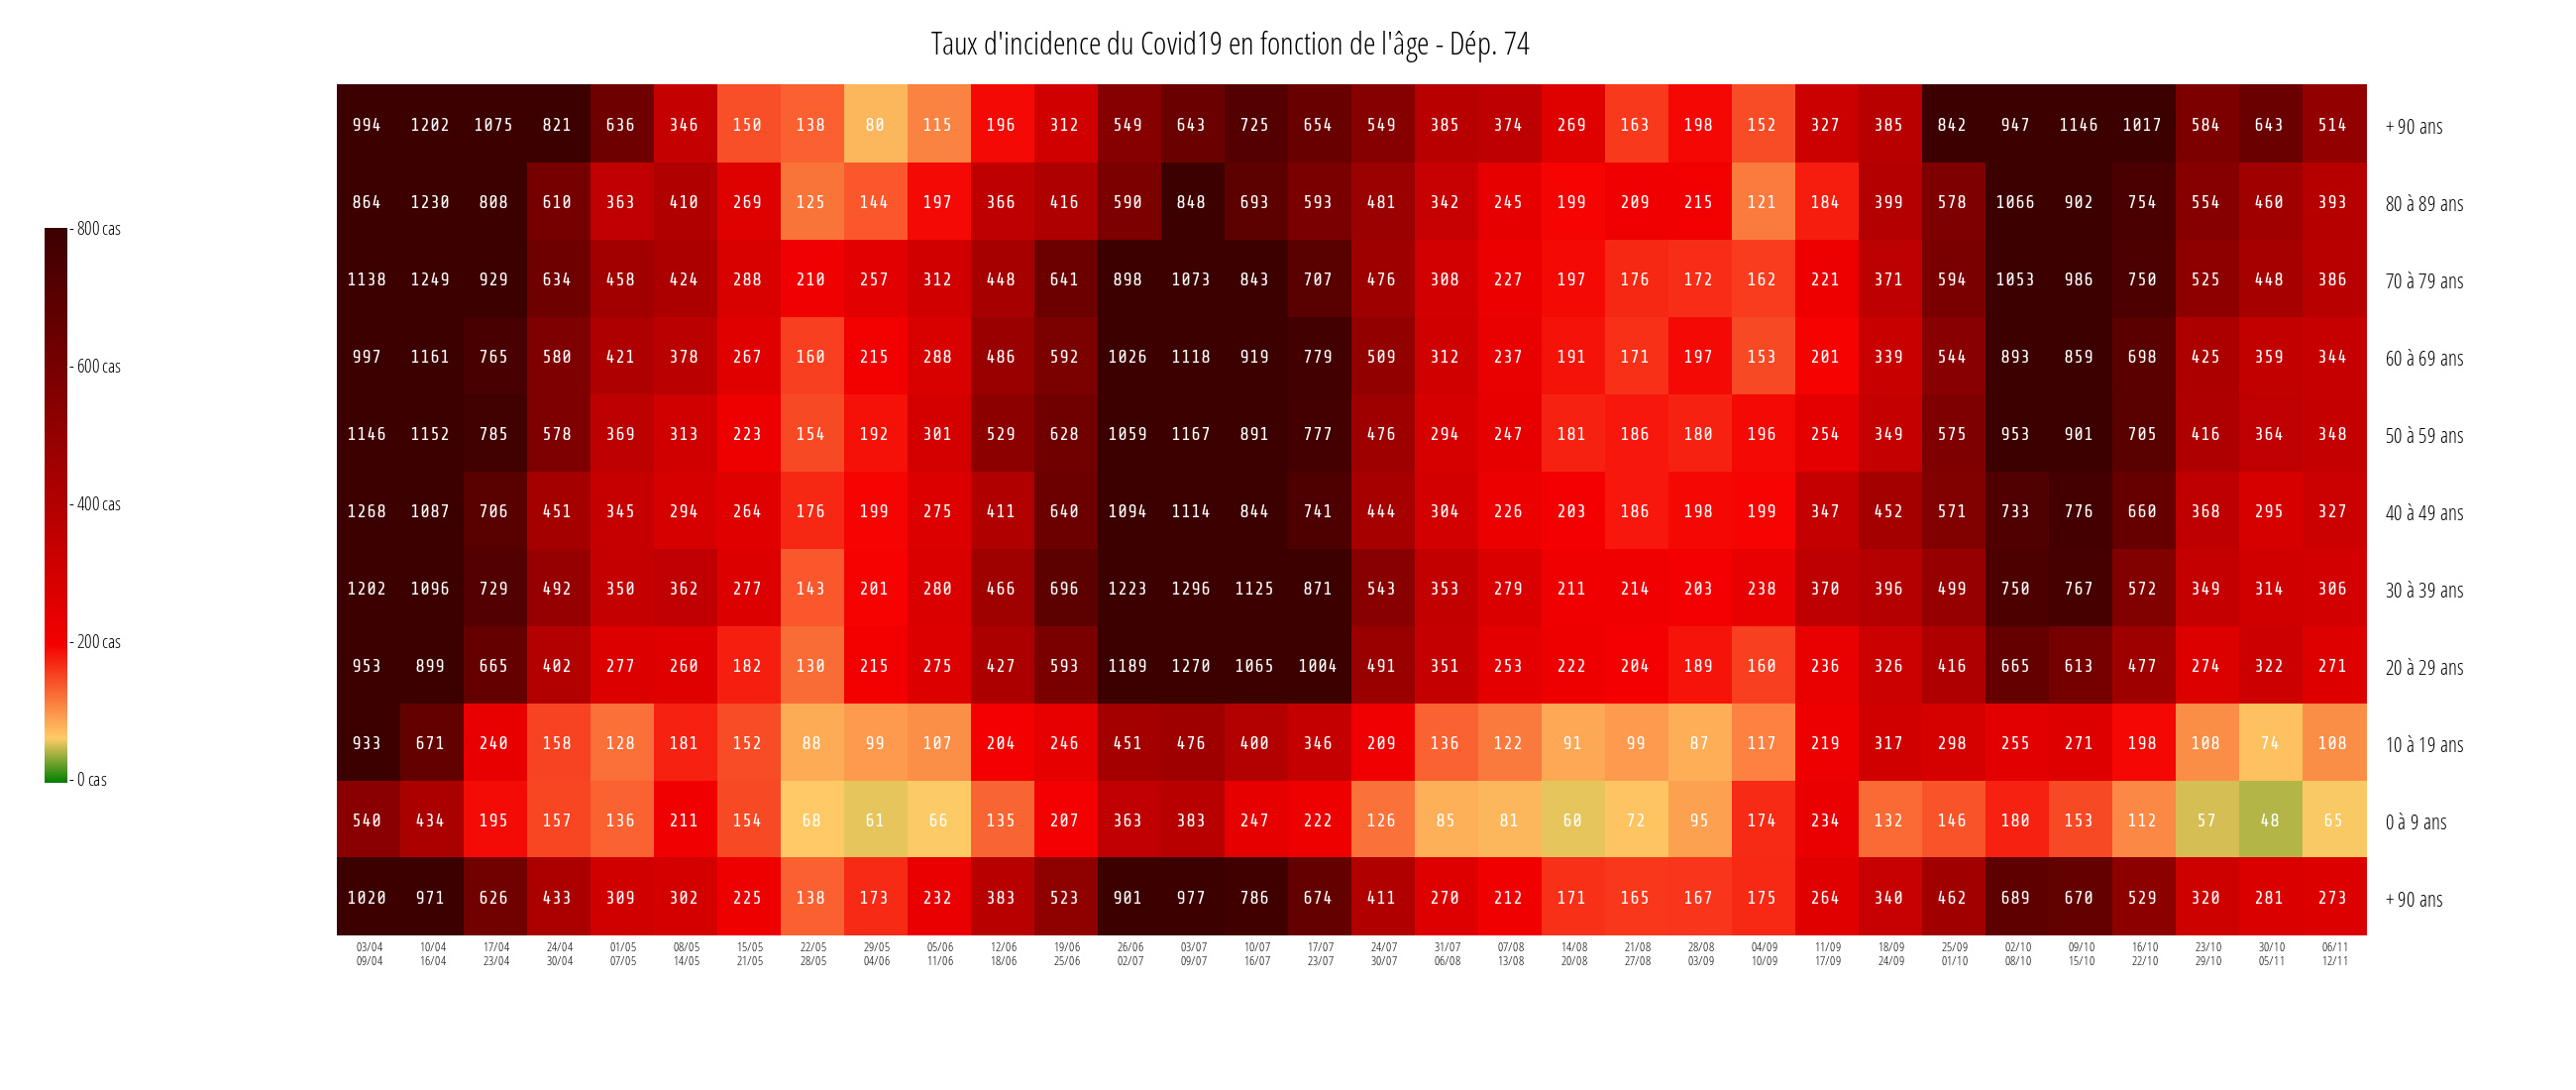 Taux d'incidence du Covid19 en fonction de l'âge - Dép. 74
- 800 cas
- 600 cas
- 400 cas
- 200 cas
- 0 cas
994 1202 1075 821 636 346 150 138 80 115 196 312 549 643 725 654 549 385 374 269 163 198 152 327 385 842 947 1146 1017 584 643 514 + 90 ans
864 1230 808 610 363 410 269 125 144 197 366 416 590 848 693 593 481 342 245 199 209 215 121 184 399 578 1066 902 754 554 460 393 80 à 89 ans
1138 1249 929 634 458 424 288 210 257 312 448 641 898 1073 843 707 476 308 227 197 176 172 162 221 371 594 1053 986 750 525 448 386 70 à 79 ans
997 1161 765 580 421 378 267 160 215 288 486 592 1026 1118 919 779 509 312 237 191 171 197 153 201 339 544 893 859 698 425 359 344 60 à 69 ans
1146 1152 785 578 369 313 223 154 192 301 529 628 1059 1167 891 777 476 294 247 181 186 180 196 254 349 575 953 901 705 416 364 348 50 à 59 ans
1268 1087 706 451 345 294 264 176 199 275 411 640 1094 1114 844 741 444 304 226 203 186 198 199 347 452 571 733 776 660 368 295 327 40 à 49 ans
1202 1096 729 492 350 362 277 143 201 280 466 696 1223 1296 1125 871 543 353 279 211 214 203 238 370 396 499 750 767 572 349 314 306 30 à 39 ans
953 899 665 402 277 260 182 130 215 275 427 593 1189 1270 1065 1004 491 351 253 222 204 189 160 236 326 416 665 613 477 274 322 271 20 à 29 ans
933 671 240 158 128 181 152 88 99 107 204 246 451 476 400 346 209 136 122 91 99 87 117 219 317 298 255 271 198 108 74 108 10 à 19 ans
540 434 195 157 136 211 154 68 61 66 135 207 363 383 247 222 126 85 81 60 72 95 174 234 132 146 180 153 112 57 48 65 0 à 9 ans
1020 971 626 433 309 302 225 138 173 232 383 523 901 977 786 674 411 270 212 171 165 167 175 264 340 462 689 670 529 320 281 273 + 90 ans
03/04 10/04 17/04 24/04 01/05 08/05 15/05 22/05 29/05 05/06 12/06 19/06 26/06 03/07 10/07 17/07 24/07 31/07 07/08 14/08 21/08 28/08 04/09 11/09 18/09 25/09 02/10 09/10 16/10 23/10 30/10 06/11
09/04 16/04 23/04 30/04 07/05 14/05 21/05 28/05 04/06 11/06 18/06 25/06 02/07 09/07 16/07 23/07 30/07 06/08 13/08 20/08 27/08 03/09 10/09 17/09 24/09 01/10 08/10 15/10 22/10 29/10 05/11 12/11